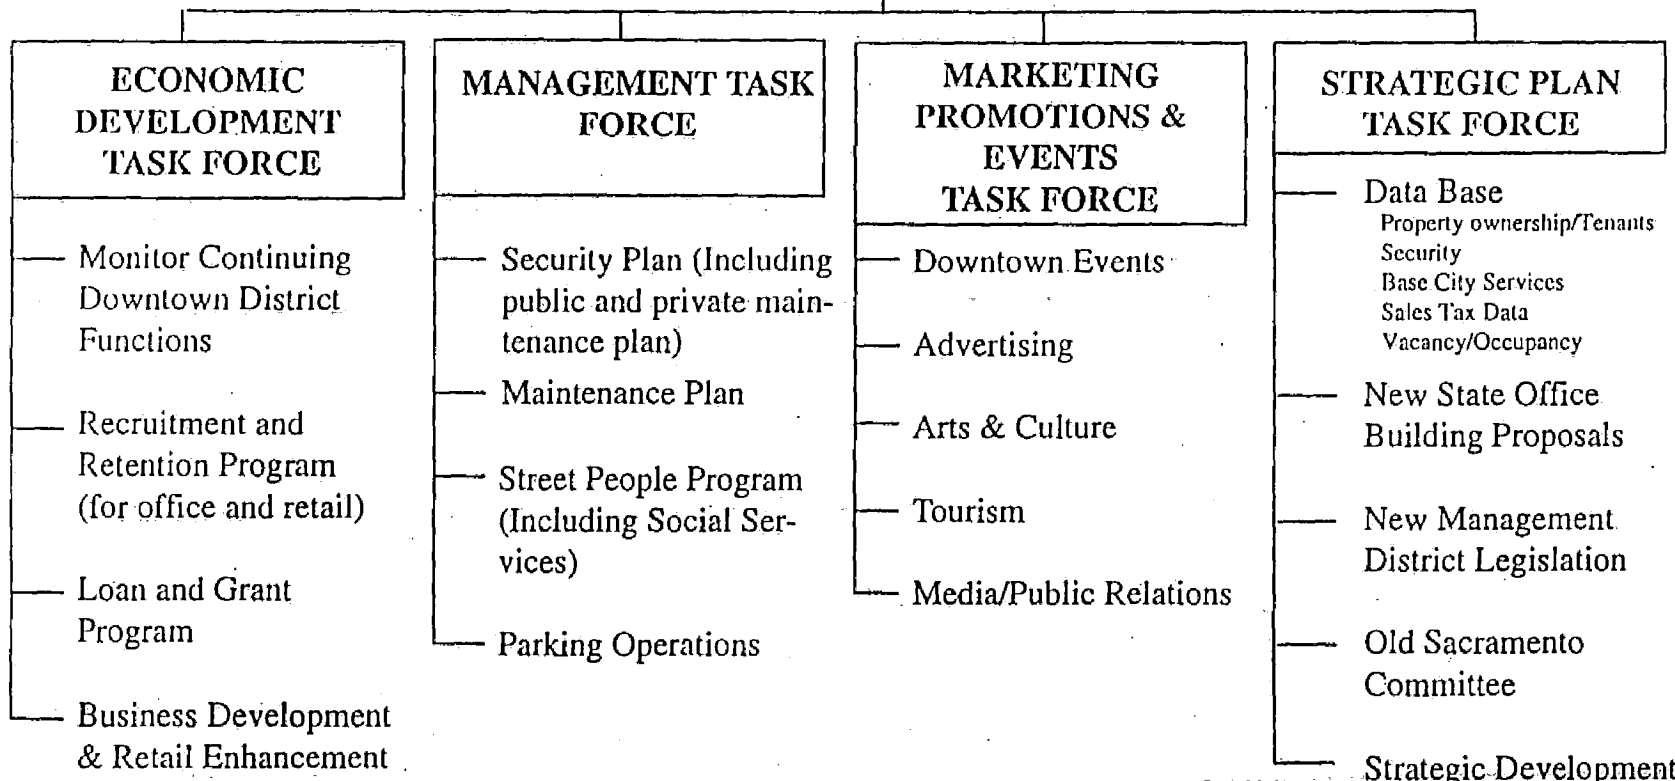 ECONOMIC
DEVELOPMENT
TASK FORCE
Monitor Continuing
Downtown District
Functions
Recruitment and
Retention Program
(for office and retail)
Loan and Grant
Program
Business Development
& Retail Enhancement
MANAGEMENT TASK
FORCE
Security Plan (Including
public and private main-
tenance plan)
Maintenance Plan
Street People Program
(Including Social Ser-
vices)
Parking Operations
MARKETING
PROMOTIONS &
EVENTS
TASK FORCE
Downtown Events
Advertising
Arts & Culture
Tourism
Media/Public Relations
STRATEGIC PLAN
TASK FORCE
Data Base
Property ownership/Tenants
Security
Base City Services
Sales Tax Data
Vacancy/Occupancy
New State Office
Building Proposals
New Management
District Legislation
Old Sacramento
Committee
Strategic Development